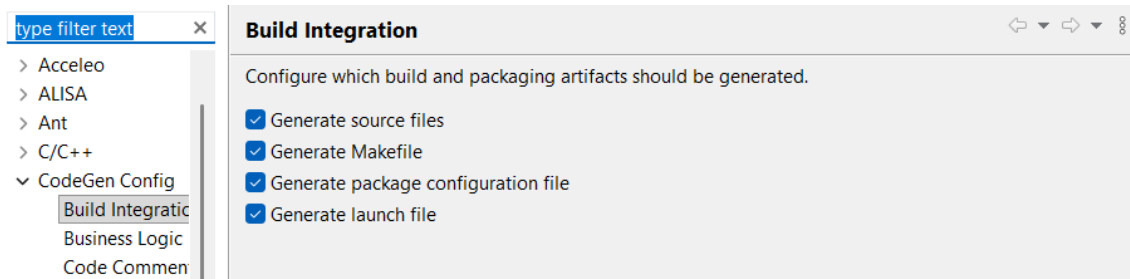 type filter text
Acceleo
ALISA
Ant
C/C++
CodeGen Config
Build Integratic
Business Logic
Code Commen
Build Integration
Configure which build and packaging artifacts should be generated.
Generate source files
Generate Makefile
Generate package configuration file
Generate launch file